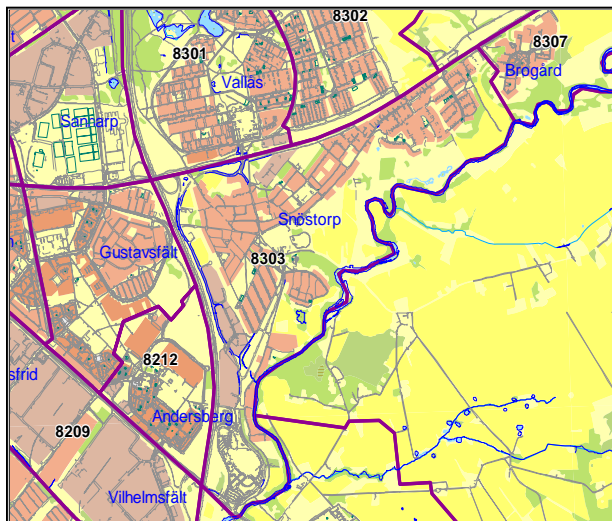 8302
8301
8307
Vallås
Brogård
Sannarp
Snöstorp
Gustavsfält
8303
8212
sfrid
Andersberg
8209
Vilhelmsfält